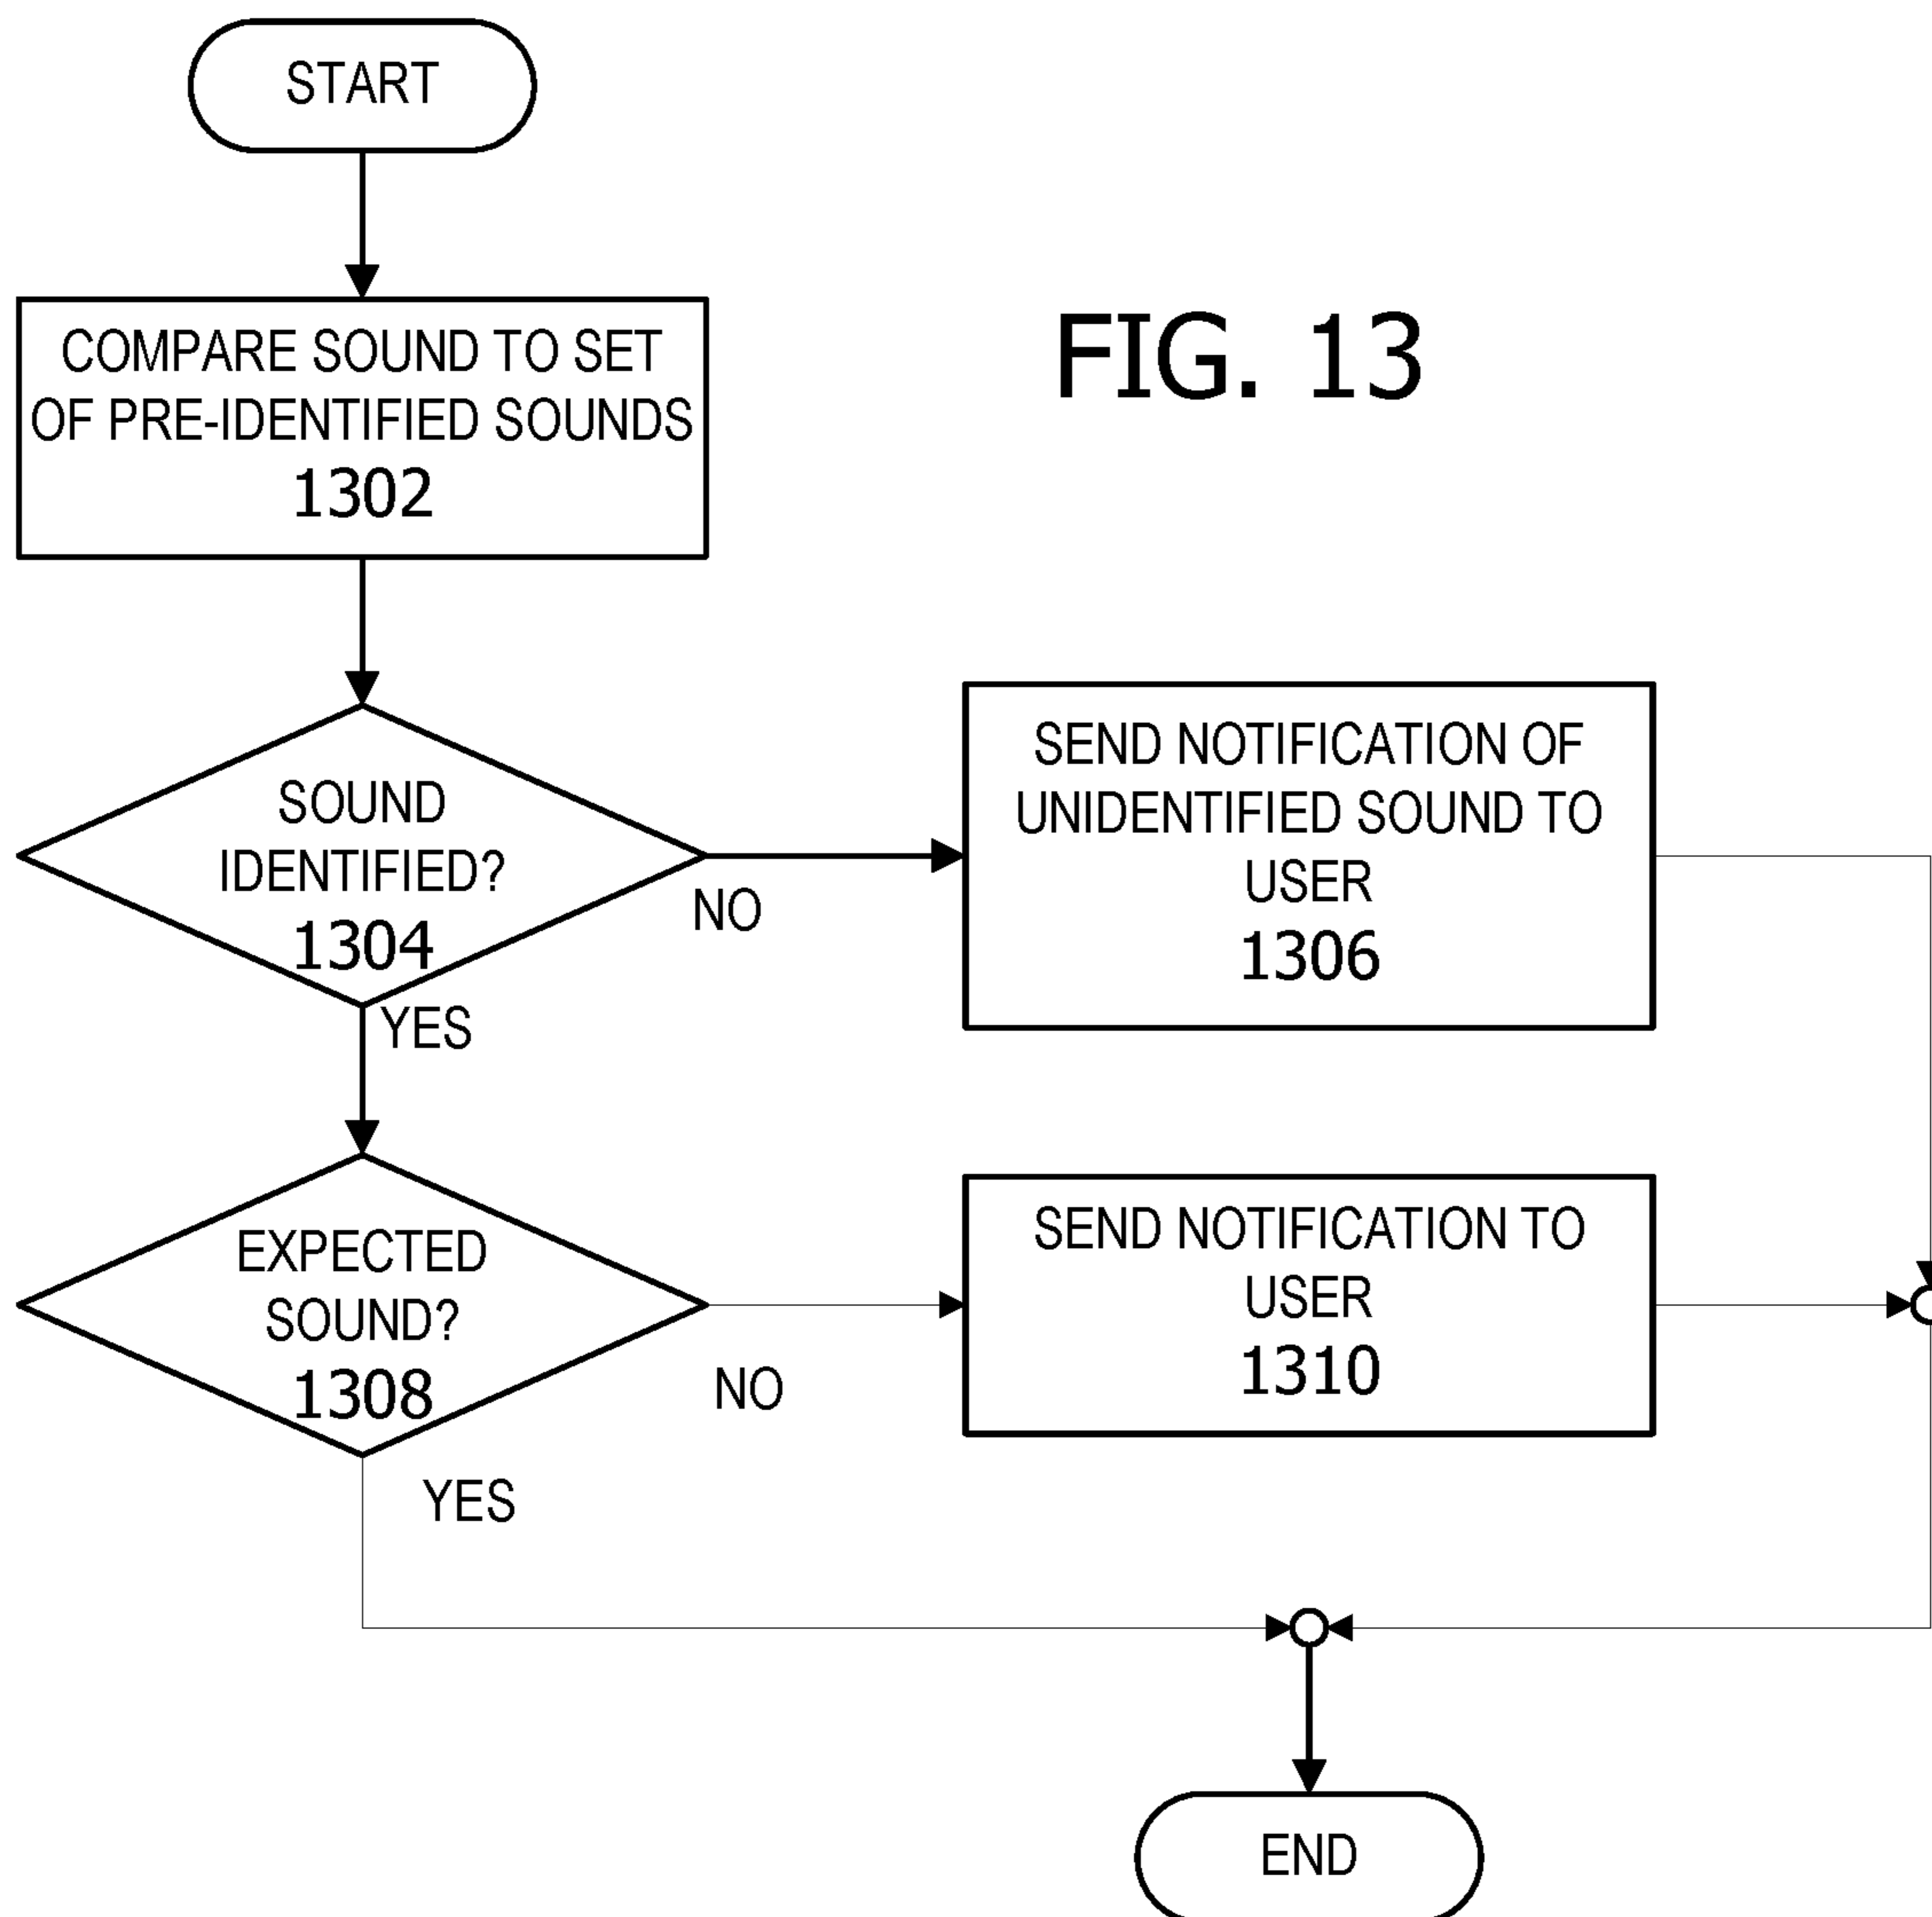 START
COMPARE SOUND TO SET
OF PRE-IDENTIFIED SOUNDS
1302
FIG. 13
SOUND
IDENTIFIED?
1304
NO
YES
SEND NOTIFICATION OF
UNIDENTIFIED SOUND TO
USER
1306
EXPECTED
SOUND?
1308
NO
YES
SEND NOTIFICATION TO
USER
1310
END